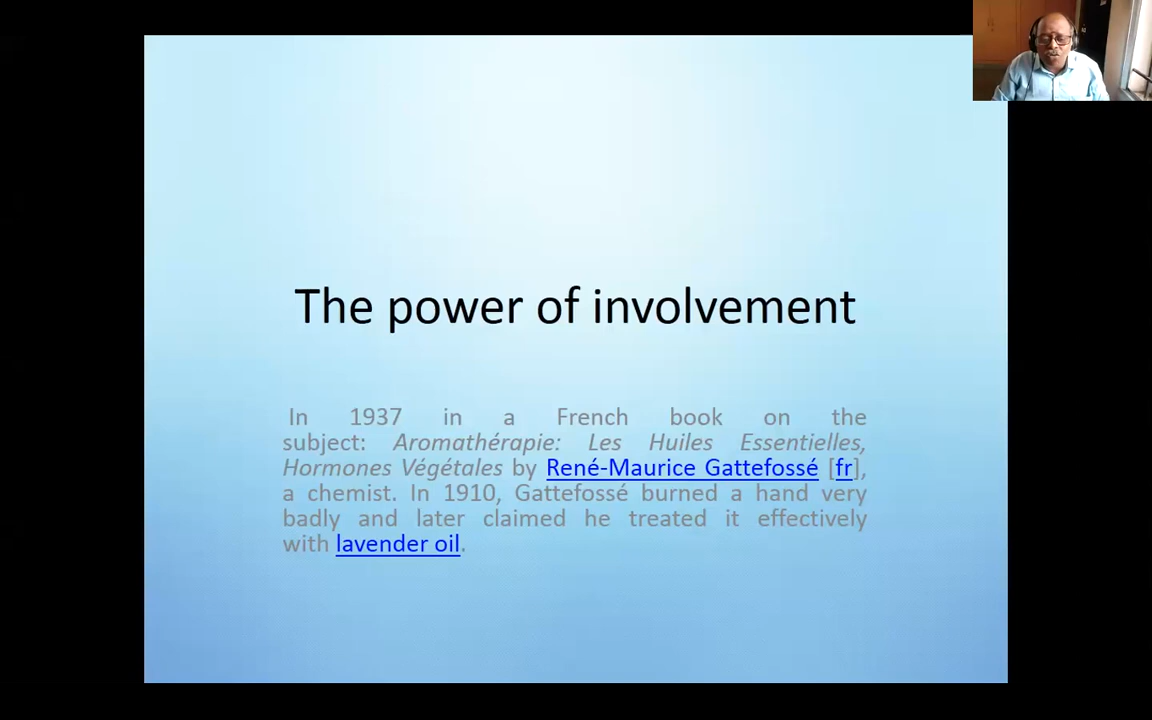 The power of involvement
In 1937 in a French book on the
subject: Aromathérapie: Les Huiles Essentielles,
Hormones Végétales by René-Maurice Gattefossé [fr],
a chemist. In 1910, Gattefossé burned a hand very
badly and later claimed he treated it effectively
with lavender oil.